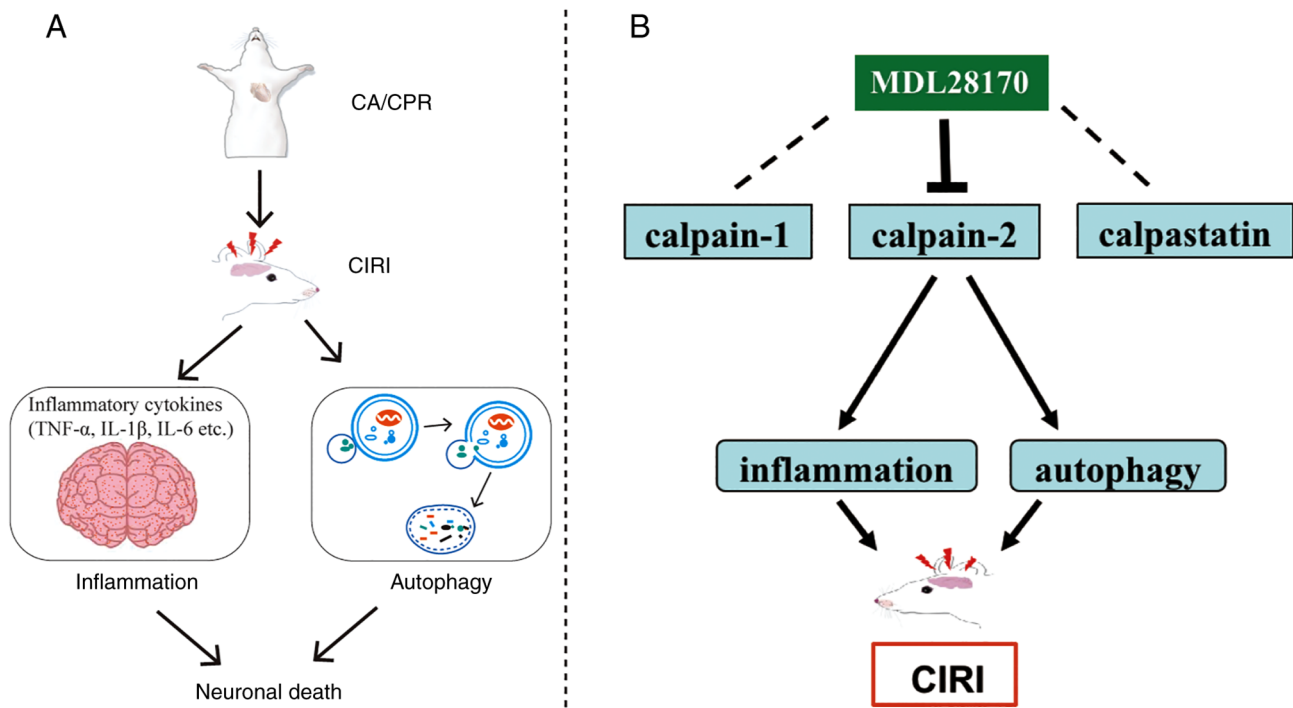 A
CA/CPR
CIRI
Inflammatory cytokines
(TNF-α, IL-1β, IL-6 etc.)
Inflammation
Autophagy
Neuronal death
B
MDL28170
calpain-1
calpain-2
calpastatin
inflammation
autophagy
CIRI